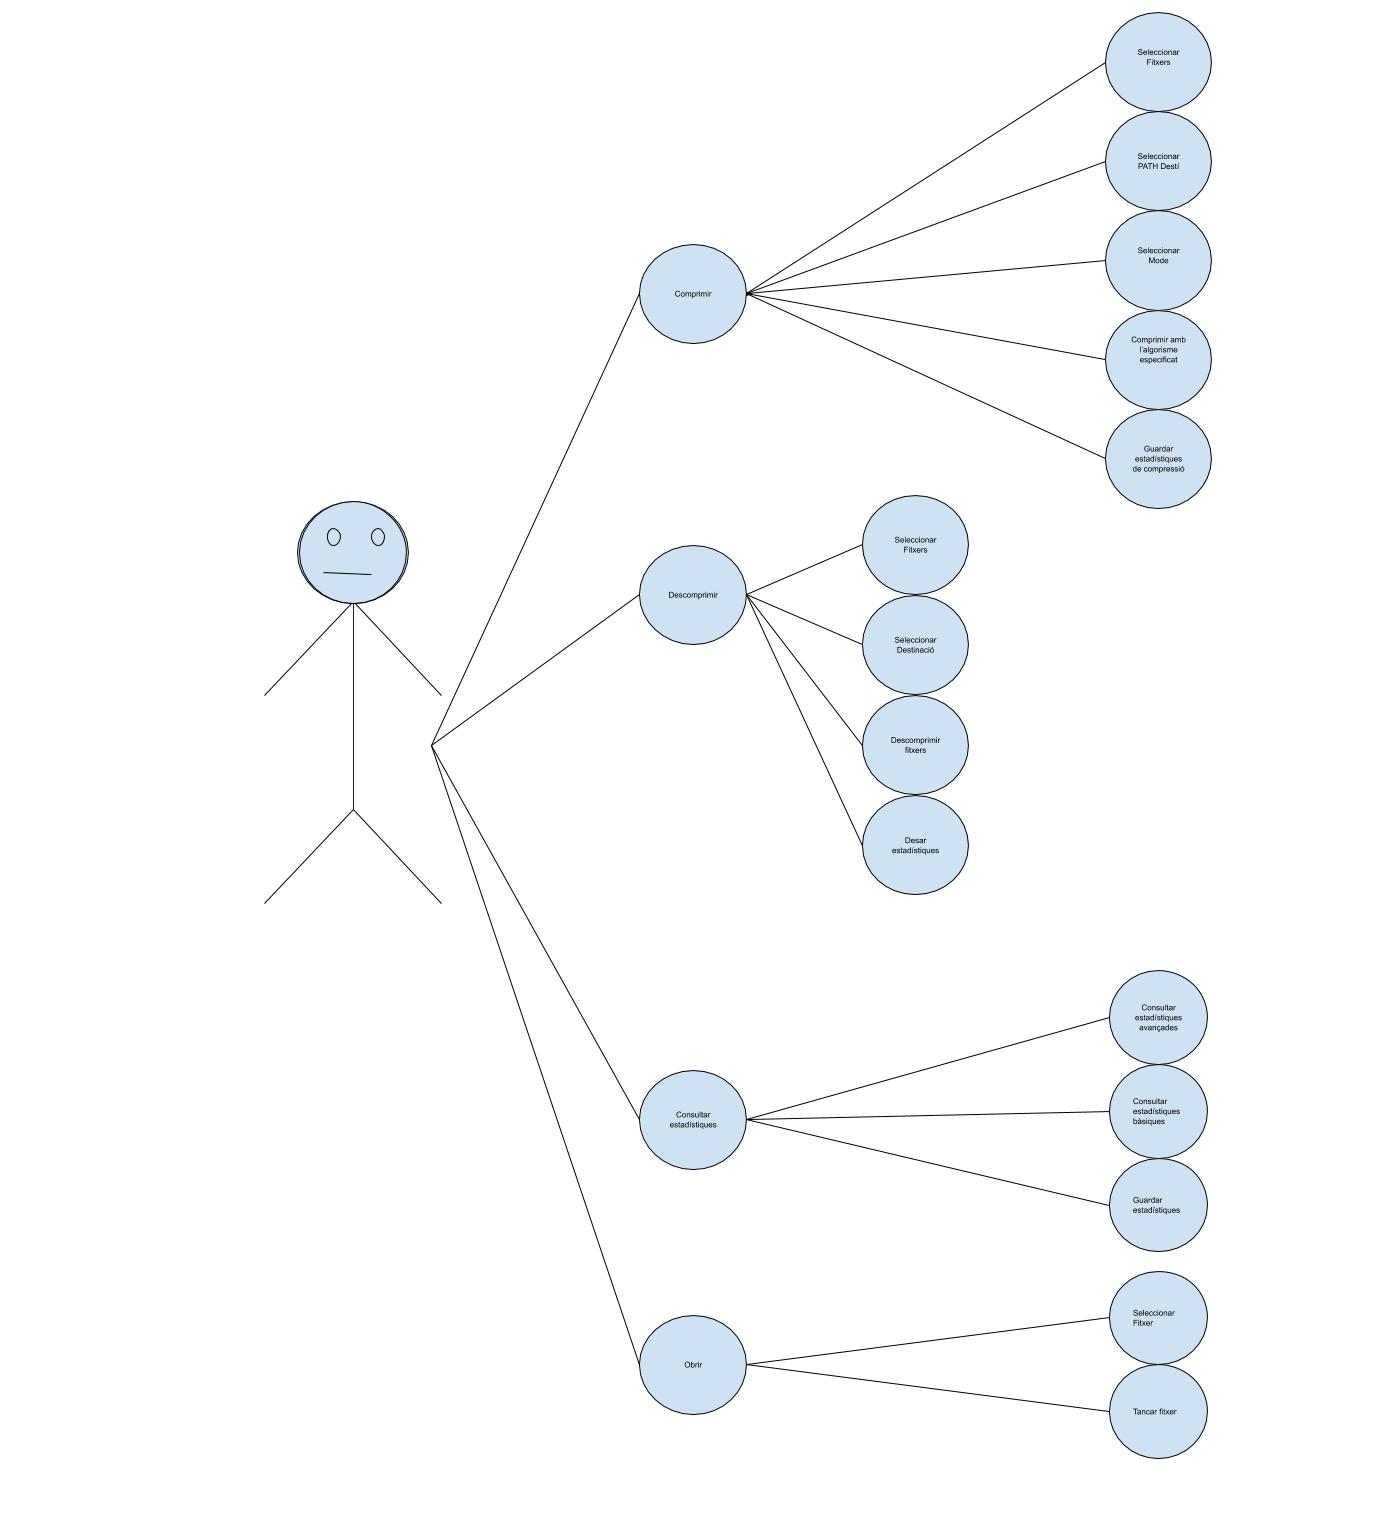 Seleccionar
Fitxers
Seleccionar
PATH Destí
Seleccionar
Mode
Comprimir
Comprimir amb
l'algorisme
especificat
Guardar
estadístiques
de compressió
Seleccionar
Fitxers
Descomprimir
Seleccionar
Destinació
Descomprimir
fitxers
Desar
estadístiques
Consultar
estadístiques
avançades
Consultar
estadístiques
Consultar
estadístiques
bàsiques
Guardar
estadístiques
Seleccionar
Fitxer
Obrir
Tancar fitxer